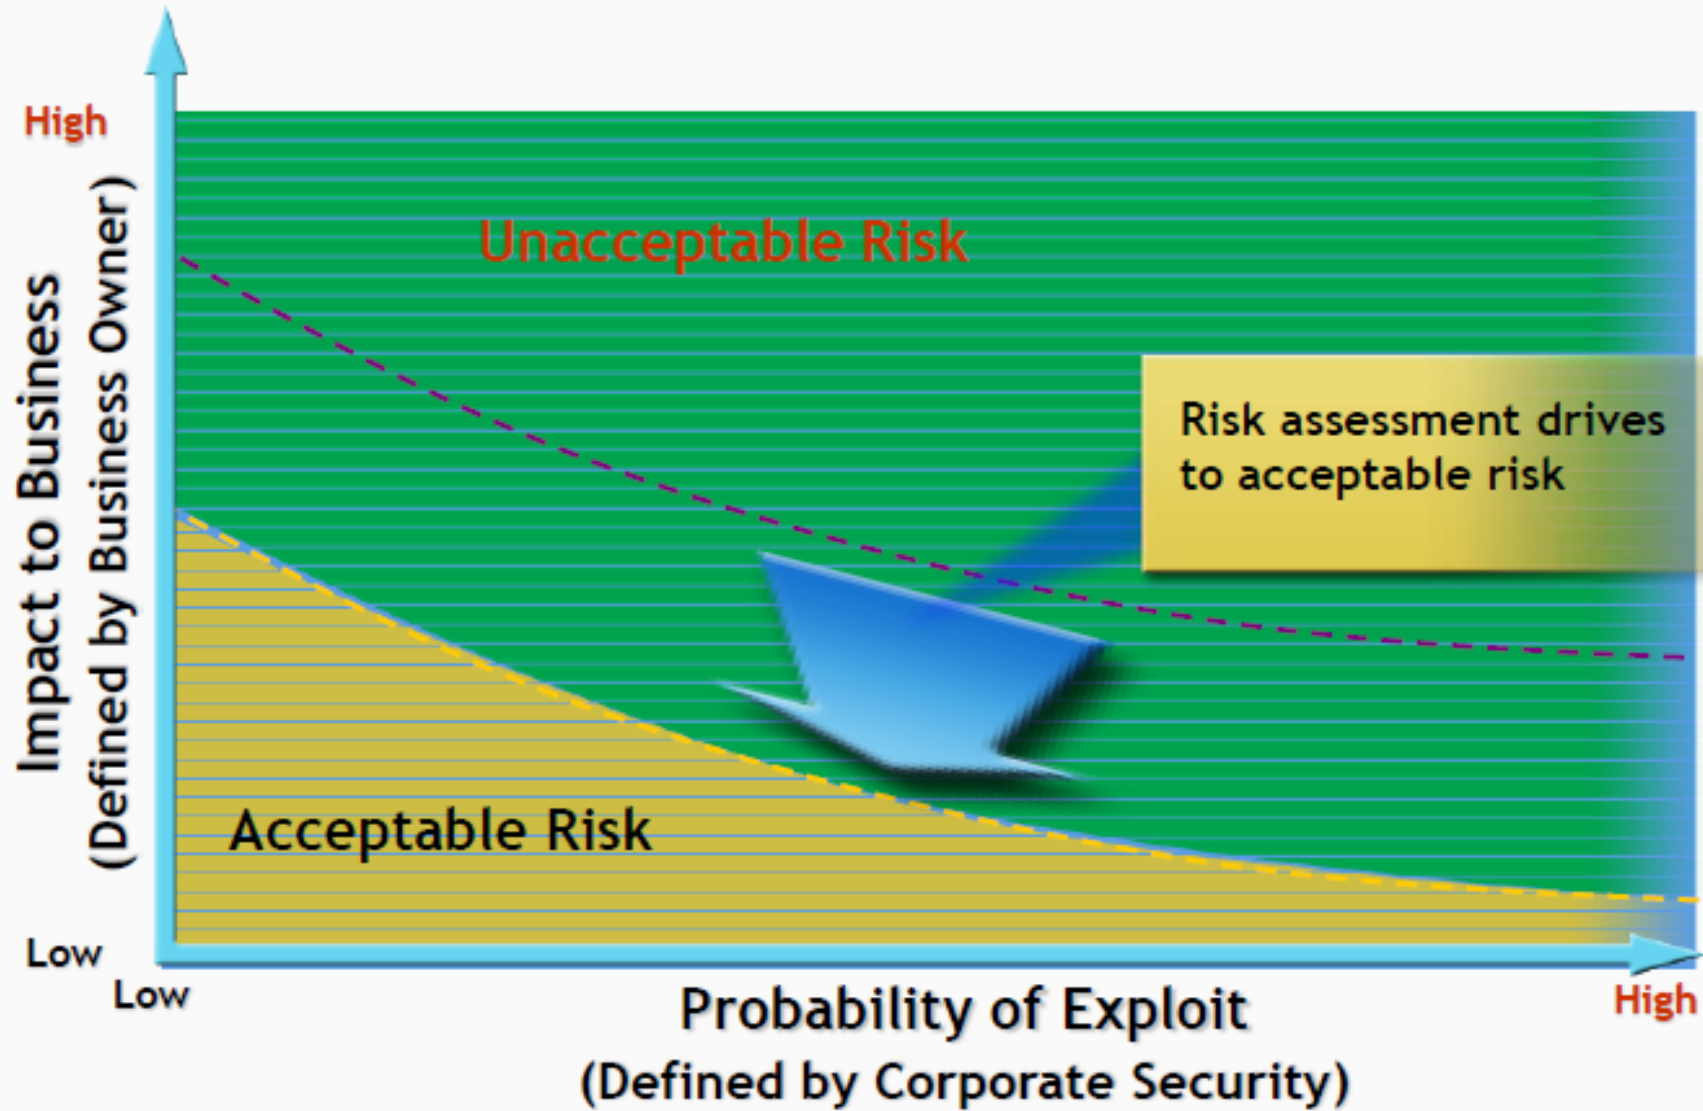 High
Impact to Business
(Defined by Business Owner)
Unacceptable Risk
Risk assessment drives
to acceptable risk
Acceptable Risk
Low
Low
Probability of Exploit
High
(Defined by Corporate Security)